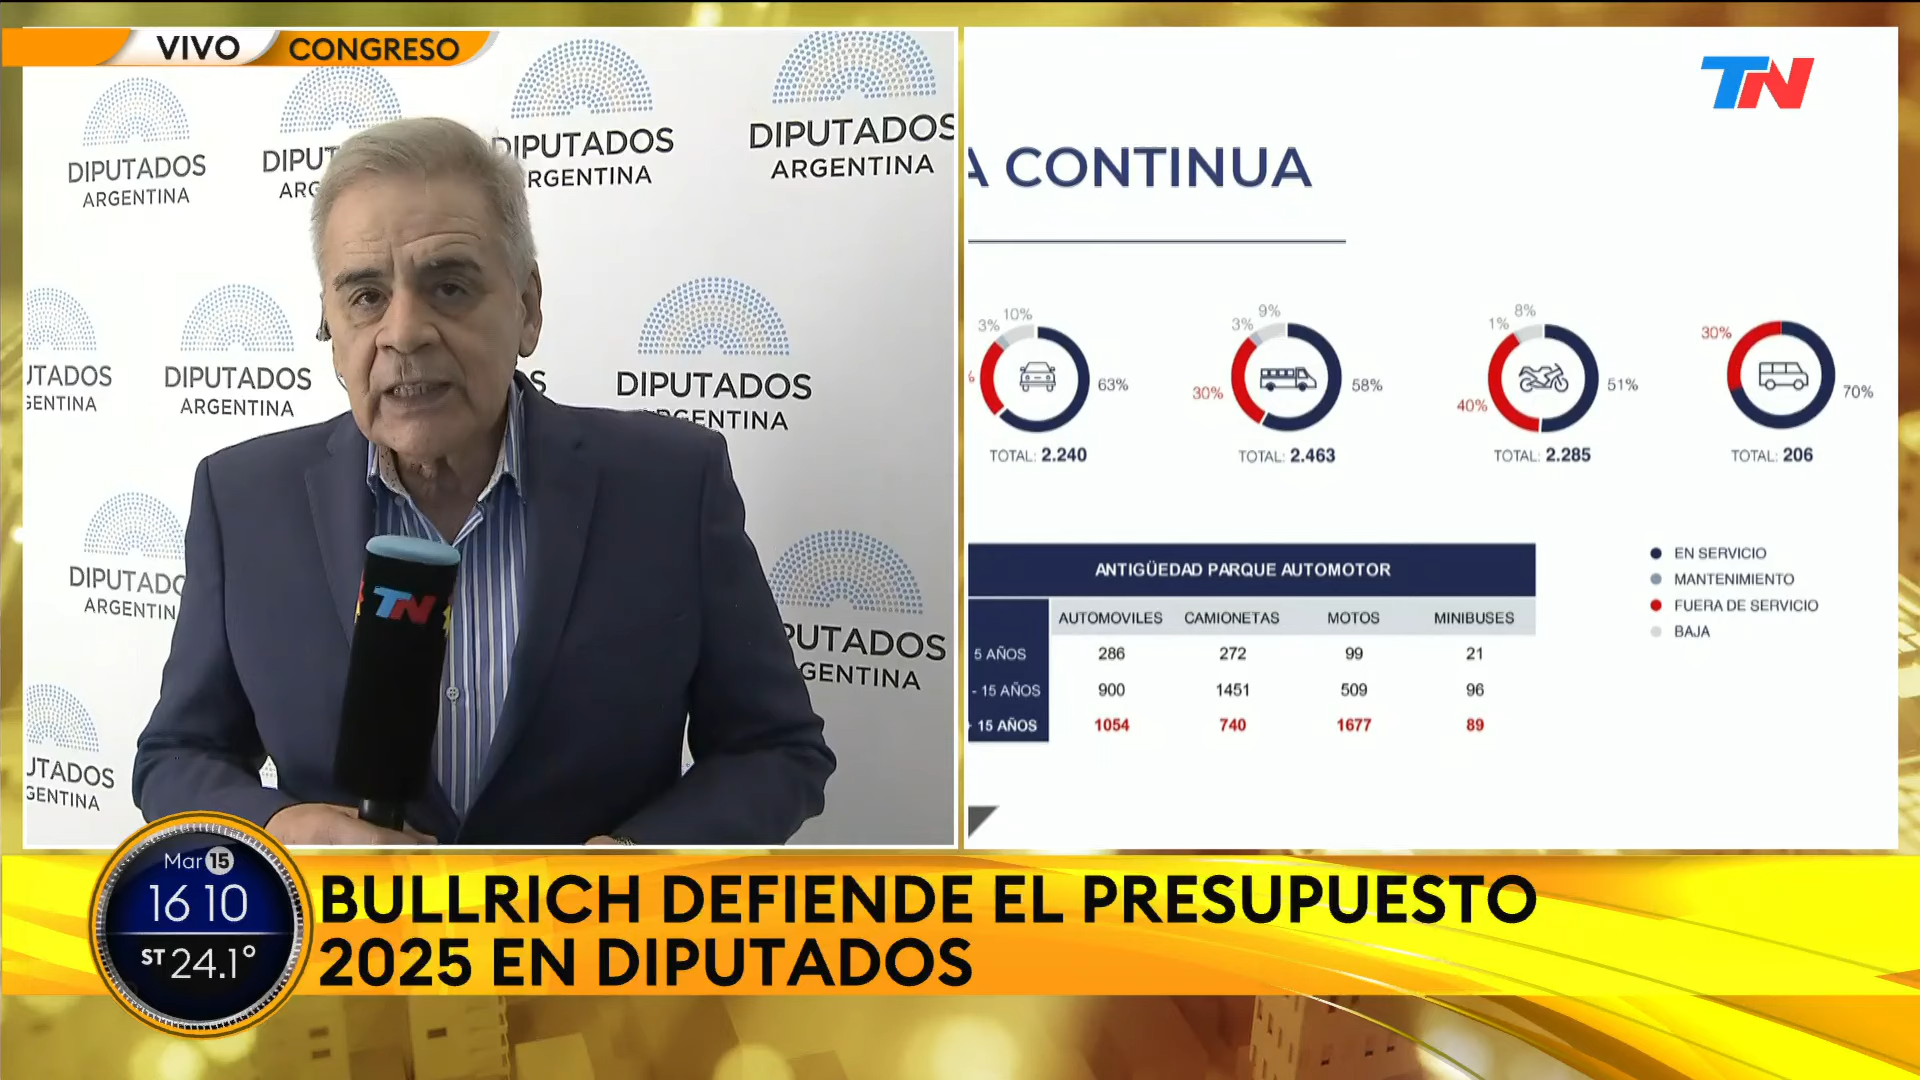 VIVO CONGRESO
TN
DIPUTADOS
ARGENTINA
DIPUTADOS
ARGENTINA
DIPUTADOS
ARGENTINA
DIPUTADOS
ARGENTINA
DIPUTADOS
ARGENTINA
DIPUTADOS
ARGENTINA
TN
A CONTINUA
3% 10%
63%
TOTAL: 2.240
3% 9%
30% 58%
TOTAL: 2.463
1% 8%
40% 51%
TOTAL: 2.285
30%
70%
TOTAL: 206
ANTIGÜEDAD PARQUE AUTOMOTOR
AUTOMOVILES CAMIONETAS MOTOS MINIBUSES
5 AÑOS 286 272 99 21
- 15 AÑOS 900 1451 509 96
15 AÑOS 1054 740 1677 89
EN SERVICIO
MANTENIMIENTO
FUERA DE SERVICIO
BAJA
Mar 15
16 10
ST 24.1°
BULLRICH DEFIENDE EL PRESUPUESTO
2025 EN DIPUTADOS